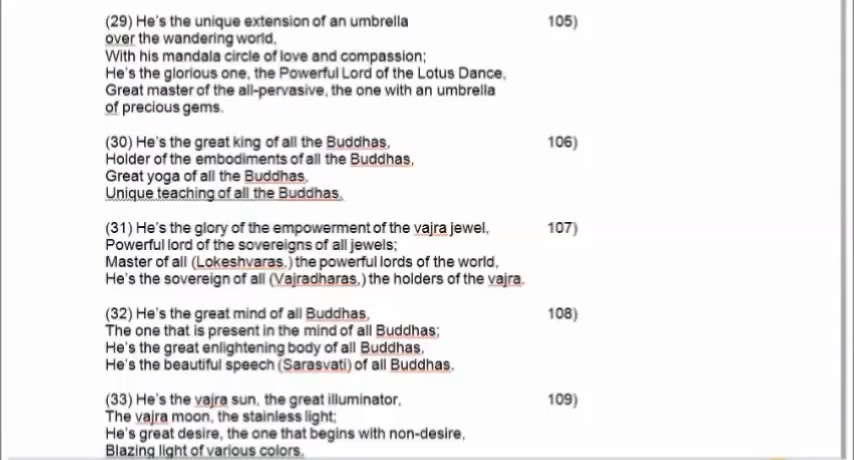 (29) He's the unique extension of an umbrella 105)
over the wandering world,
With his mandala circle of love and compassion;
He's the glorious one, the Powerful Lord of the Lotus Dance,
Great master of the all-pervasive, the one with an umbrella
of precious gems.
(30) He's the great king of all the Buddhas, 106)
Holder of the embodiments of all the Buddhas,
Great yoga of all the Buddhas,
Unique teaching of all the Buddhas.
(31) He's the glory of the empowerment of the vajra jewel, 107)
Powerful lord of the sovereigns of all jewels;
Master of all (Lokeshvaras,) the powerful lords of the world,
He's the sovereign of all (Vajradharas,) the holders of the vajra.
(32) He's the great mind of all Buddhas, 108)
The one that is present in the mind of all Buddhas;
He's the great enlightening body of all Buddhas,
He's the beautiful speech (Sarasvati) of all Buddhas.
(33) He's the vajra sun, the great illuminator, 109)
The vajra moon, the stainless light;
He's great desire, the one that begins with non-desire,
Blazing light of various colors.